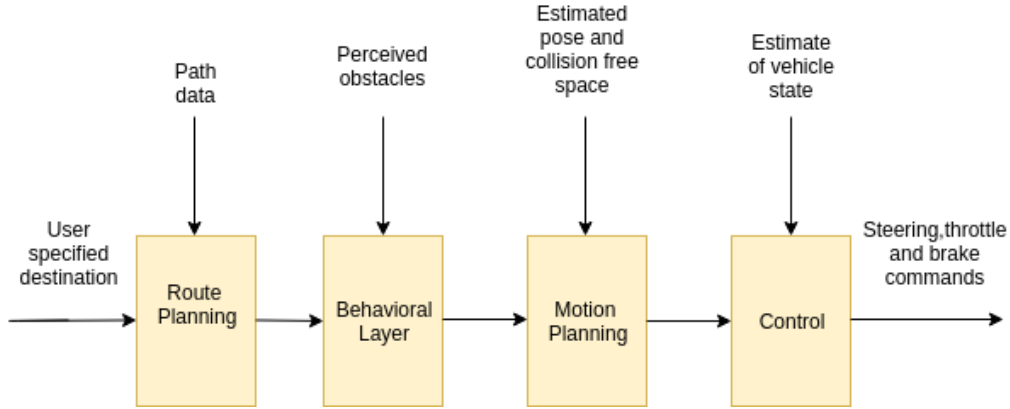 Path
data
Perceived
obstacles
Estimated
pose and
collision free
space
Estimate
of vehicle
state
User
specified
destination
Route
Planning
Behavioral
Layer
Motion
Planning
Control
Steering,throttle
and brake
commands